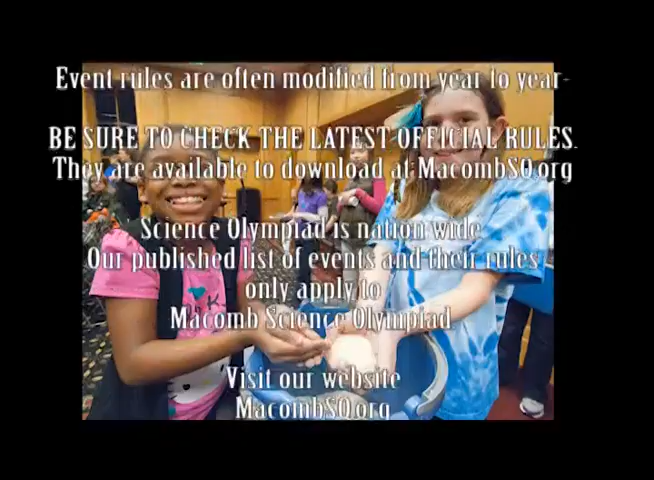 Event rules are often modified from year to year-
BE SURE TO CHECK THE LATEST OFFICIAL RULES.
They are available to download at MacombSO.org
Science Olympiad is nation wide
Our published list of events and their rules
only apply to
Macomb Science Olympiad
Visit our website
MacombSO.org